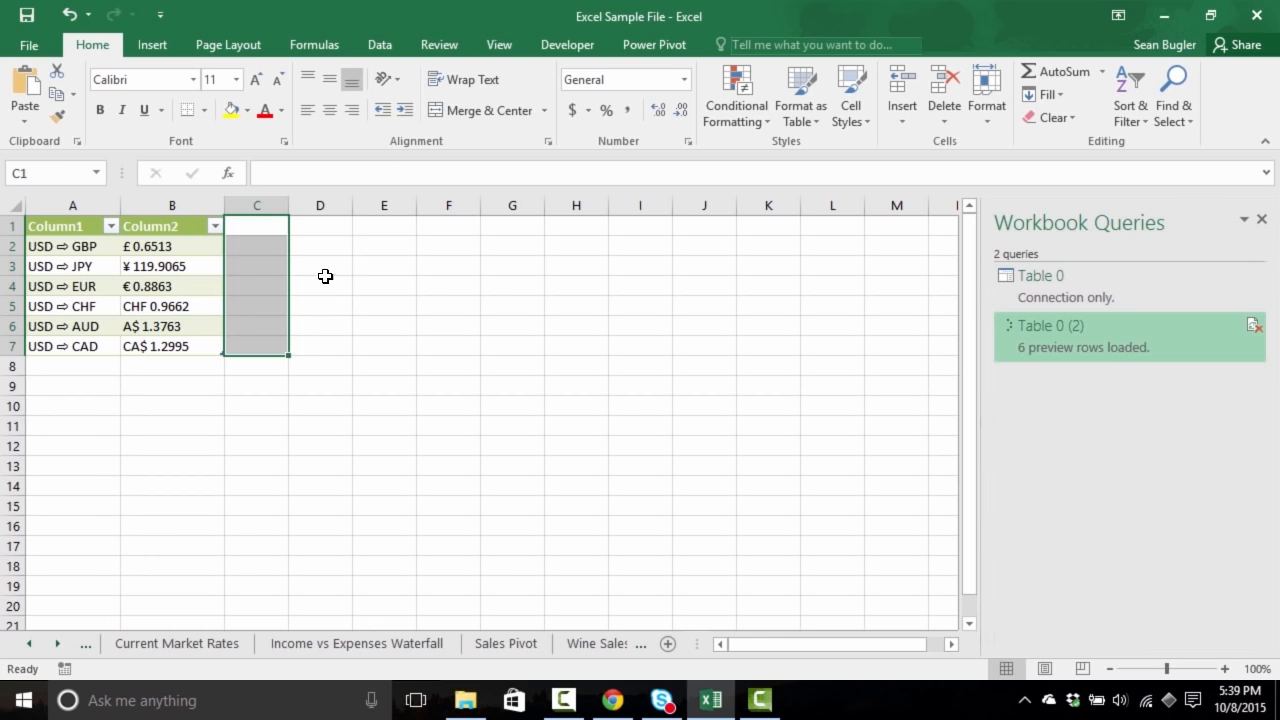 Excel Sample File - Excel
File Home Insert Page Layout Formulas Data Review View Developer Power Pivot Tell me what you want to do... Sean Bugler Share
Paste
Clipboard
Calibri 11
B I U
Font
Wrap Text
Merge & Center
Alignment
General
$ % ,
Number
Conditional Formatting
Format as Table
Cell Styles
Styles
Insert Delete Format
Cells
AutoSum
Fill
Clear
Sort & Filter
Find & Select
Editing
C1 fx
A B C D E F G H I J K L M
1 Column1 Column2
2 USD ⇨ GBP £ 0.6513
3 USD ⇨ JPY ¥ 119.9065
4 USD ⇨ EUR € 0.8863
5 USD ⇨ CHF CHF 0.9662
6 USD ⇨ AUD A$ 1.3763
7 USD ⇨ CAD CA$ 1.2995
8
9
10
11
12
13
14
15
16
17
18
19
20
21
Workbook Queries
2 queries
Table 0
Connection only.
Table 0 (2)
6 preview rows loaded.
... Current Market Rates Income vs Expenses Waterfall Sales Pivot Wine Sales ...
Ready 100%
Ask me anything
5:39 PM
10/8/2015